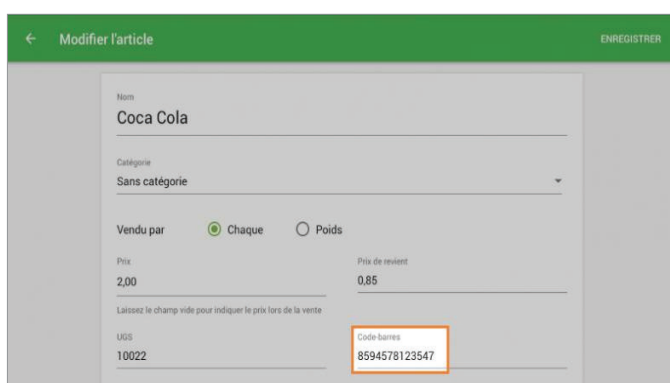 ← Modifier l'article ENREGISTRER
Nom
Coca Cola
Catégorie
Sans catégorie
Vendu par Chaque Poids
Prix Prix de revient
2,00 0,85
Laissez le champ vide pour indiquer le prix lors de la vente
UGS Code-barres
10022 8594578123547